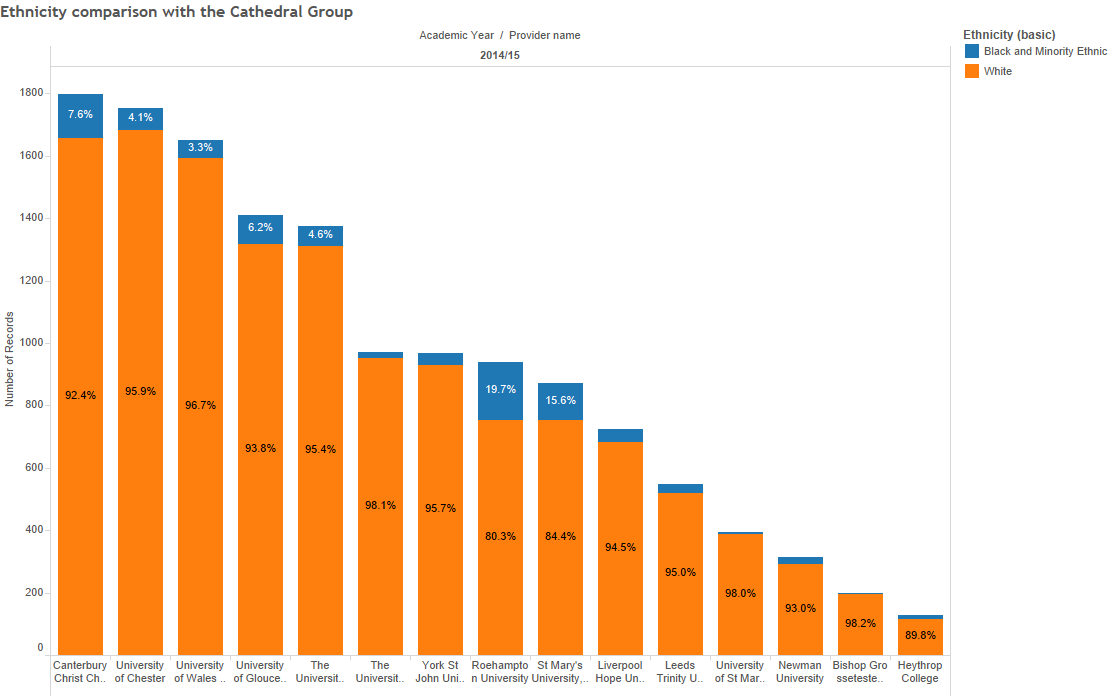 Ethnicity comparison with the Cathedral Group
Academic Year / Provider name
2014/15
Ethnicity (basic)
Black and Minority Ethnic
White
Number of Records
1800
1600
1400
1200
1000
800
600
400
200
0
7.6%
4.1%
3.3%
6.2%
4.6%
19.7%
15.6%
92.4%
95.9%
96.7%
93.8%
95.4%
98.1%
95.7%
80.3%
84.4%
94.5%
95.0%
98.0%
93.0%
98.2%
89.8%
Canterbury
Christ Ch..
University
of Chester
University
of Wales ..
University
of Glouce..
The
Universit..
The
Universit..
York St
John Uni..
Roehampto
n University
St Mary's
University,..
Liverpool
Hope Un..
Leeds
Trinity U..
University
of St Mar..
Newman
University
Bishop Gro
sseteste..
Heythrop
College